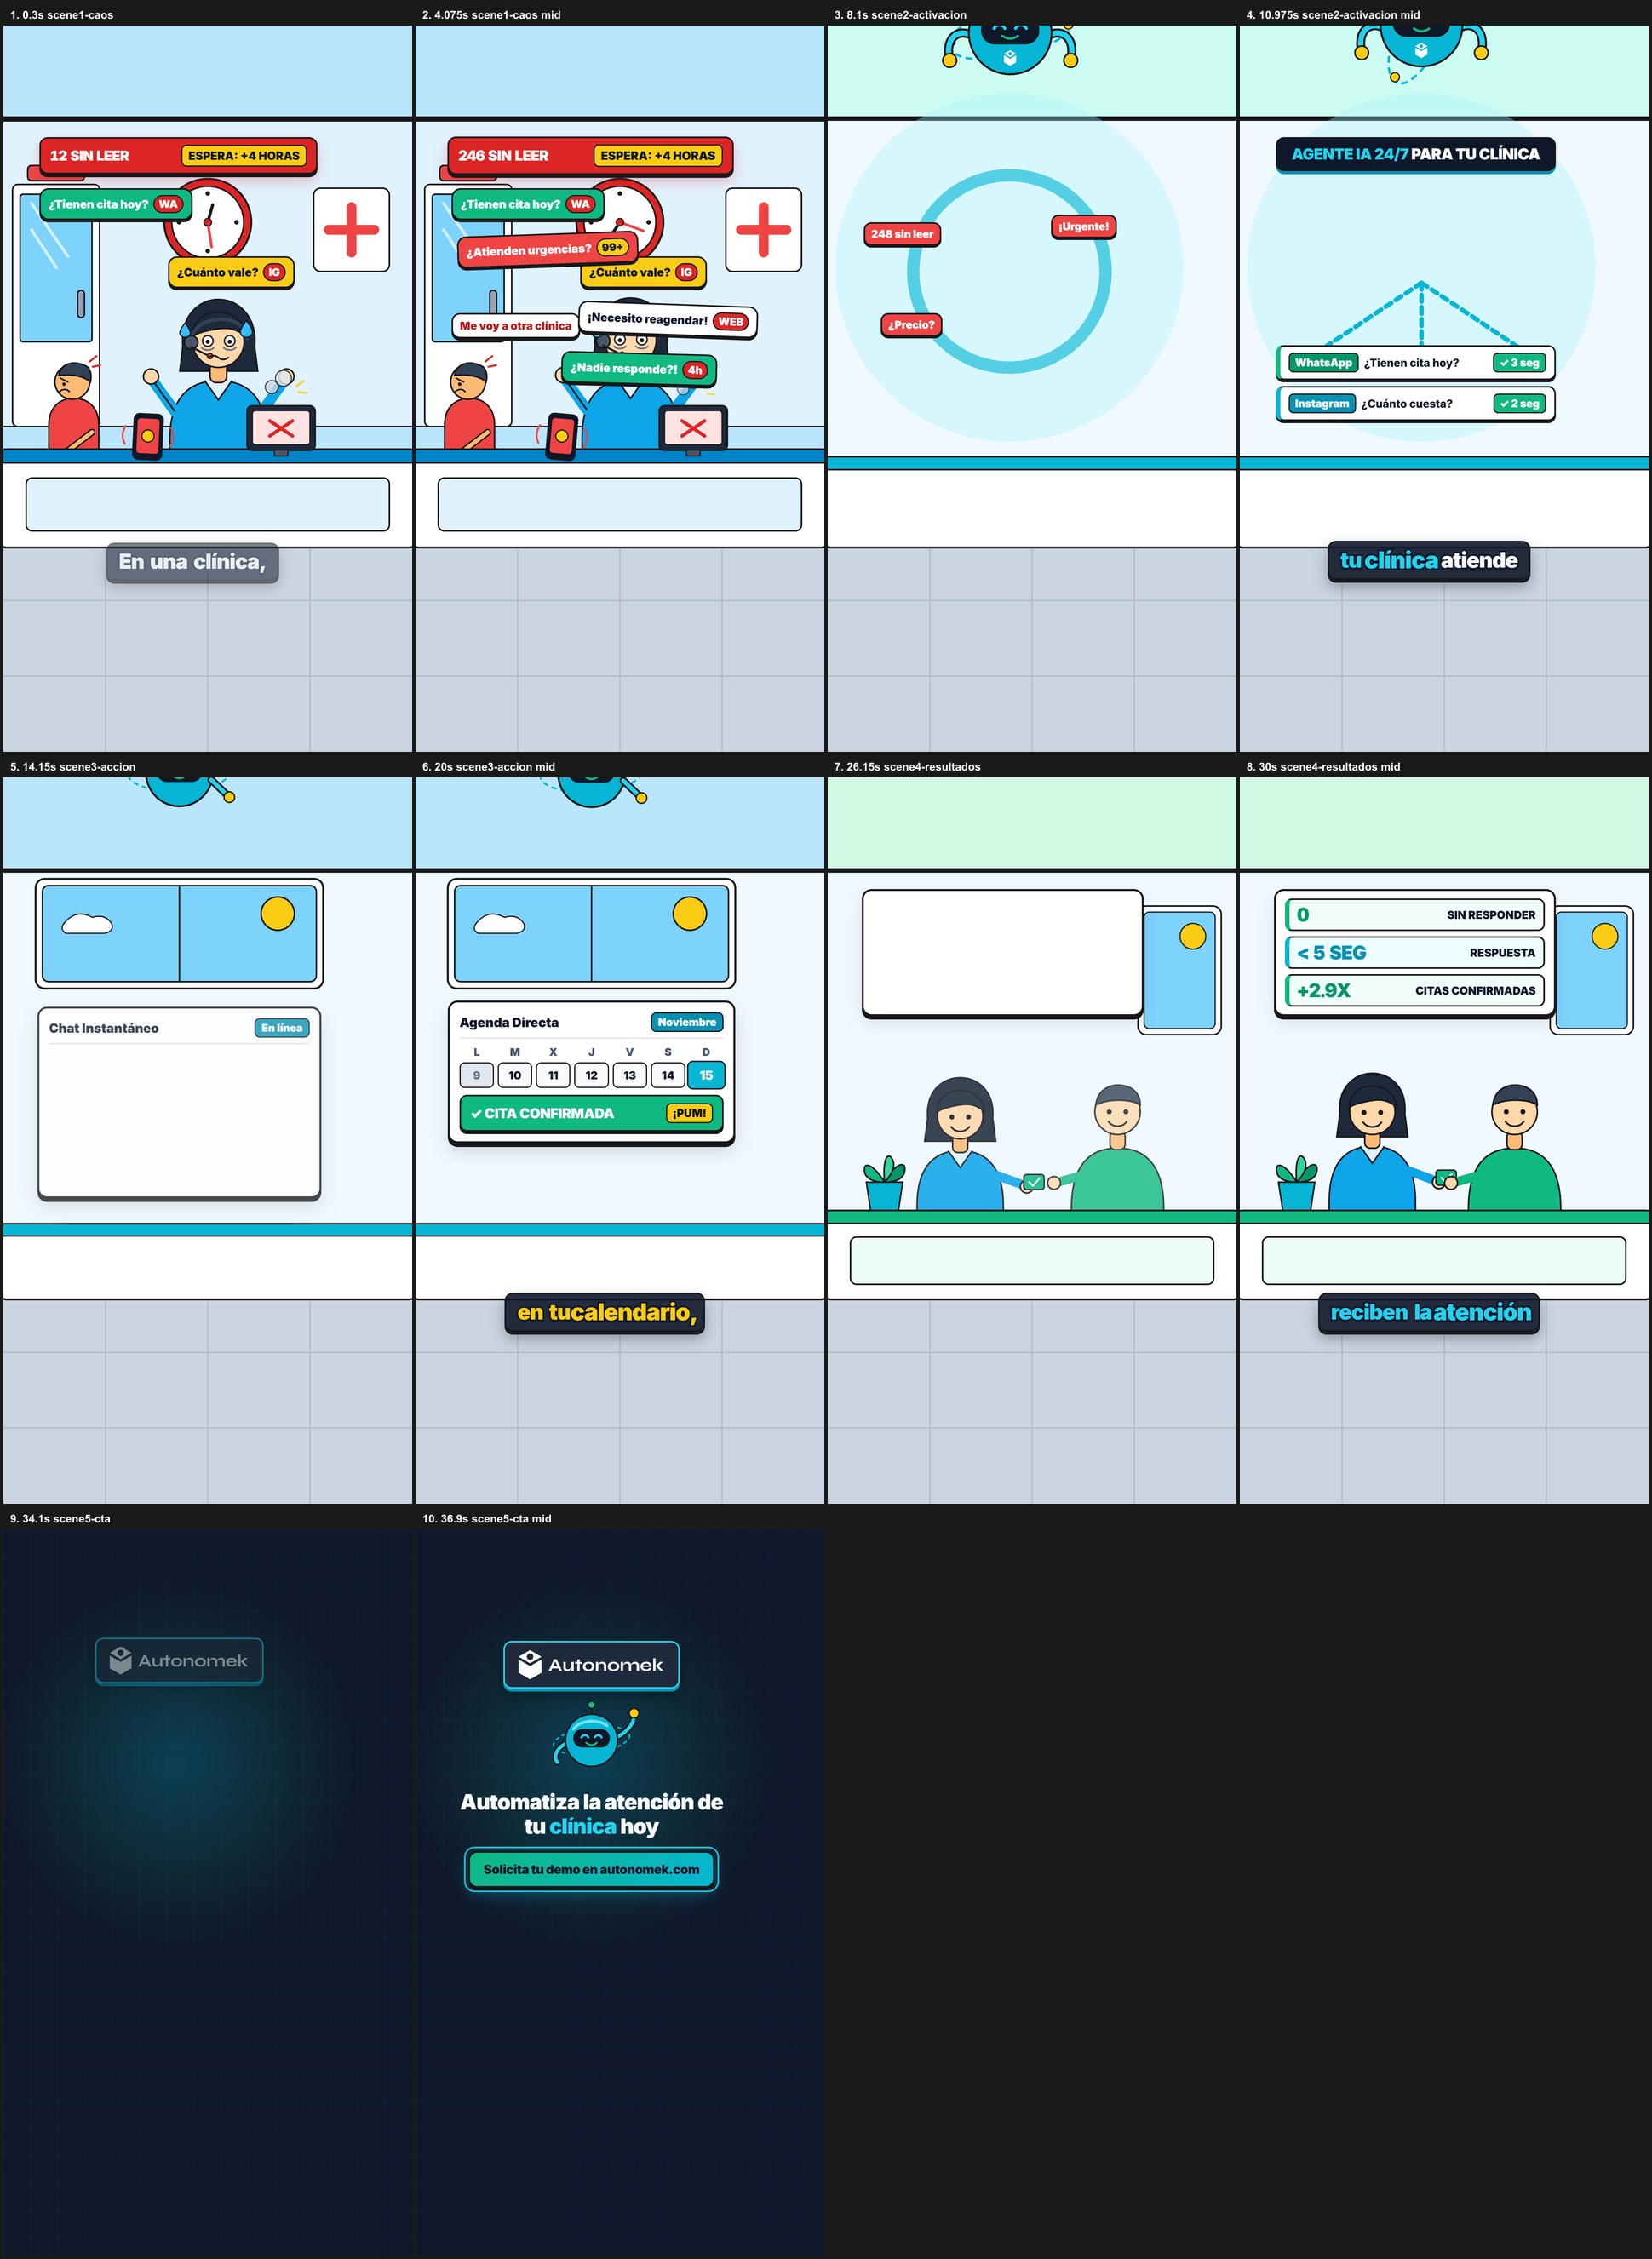 1. 0.3s scene1-caos
12 SIN LEER
ESPERA: +4 HORAS
¿Tienen cita hoy? WA
¿Cuánto vale? IG
En una clínica,
2. 4.075s scene1-caos mid
246 SIN LEER
ESPERA: +4 HORAS
¿Tienen cita hoy? WA
¿Atienden urgencias? 99+
¿Cuánto vale? IG
Me voy a otra clínica
¡Necesito reagendar! WEB
¿Nadie responde?! 4h
3. 8.1s scene2-activacion
248 sin leer
¡Urgente!
¿Precio?
4. 10.975s scene2-activacion mid
AGENTE IA 24/7 PARA TU CLÍNICA
WhatsApp ¿Tienen cita hoy? ✓ 3 seg
Instagram ¿Cuánto cuesta? ✓ 2 seg
tu clínica atiende
5. 14.15s scene3-accion
Chat Instantáneo
En línea
6. 20s scene3-accion mid
Agenda Directa
Noviembre
L M X J V S D
9 10 11 12 13 14 15
✓ CITA CONFIRMADA
¡PUM!
en tucalendario,
7. 26.15s scene4-resultados
8. 30s scene4-resultados mid
0 SIN RESPONDER
< 5 SEG RESPUESTA
+2.9X CITAS CONFIRMADAS
reciben la atención
9. 34.1s scene5-cta
Autonomek
10. 36.9s scene5-cta mid
Autonomek
Automatiza la atención de
tu clínica hoy
Solicita tu demo en autonomek.com